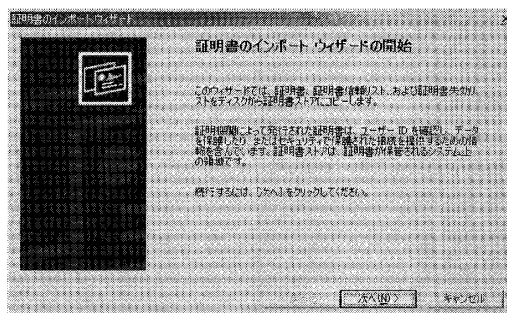 証明書のインポート ウィザード
証明書のインポート ウィザードの開始
このウィザードでは、証明書、証明書信頼リスト、および証明書失効リ
ストをディスクから証明書ストアにコピーします。
証明機関によって発行された証明書は、ユーザー ID を確認し、データ
を保護したり、またはセキュリティで保護された接続を提供するための情
報を含んでいます。証明書ストアは、証明書が保管されるシステム上
の領域です。
続行するには、[次へ] をクリックしてください。
次へ(N) >
キャンセル